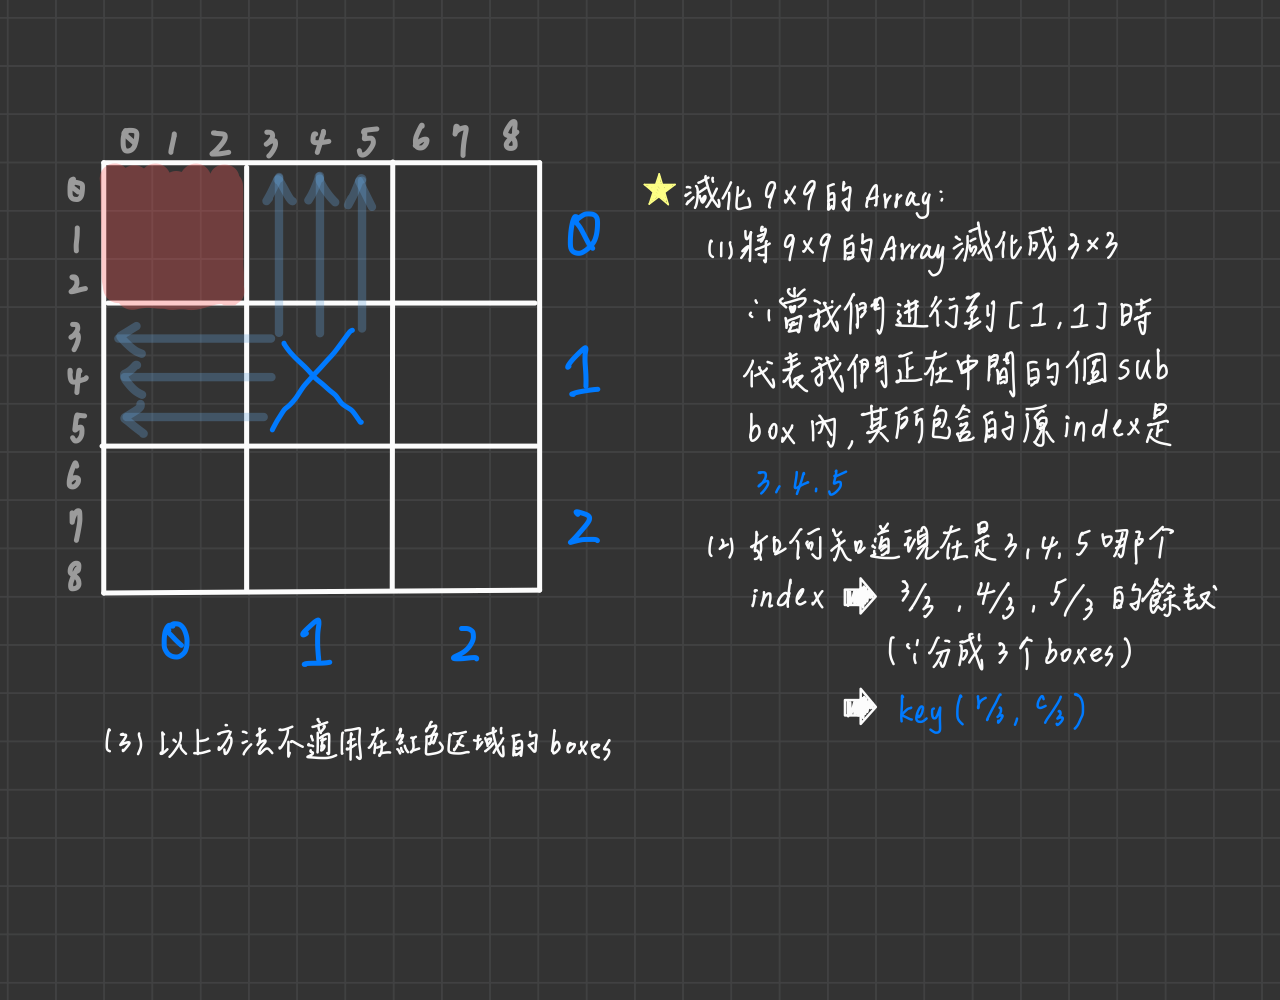 0 1 2 3 4 5 6 7 8
0
1
2
3
4
5
6
7
8
0
1
2
0 1 2
(3) 以上方法不適用在紅色区域的 boxes
★ 減化 9×9 的 Array:
(1) 將 9×9 的 Array 減化成 3×3
∵當我們进行到 [1,1] 時
代表我們正在中間的個 sub
box 內,其所包含的原 index 是
3,4.5
(2) 如何知道現在是 3,4.5 哪个
index ➡ 3/3 , 4/3 , 5/3 的餘数
(∵分成 3 个 boxes)
➡ key (r/3, c/3)